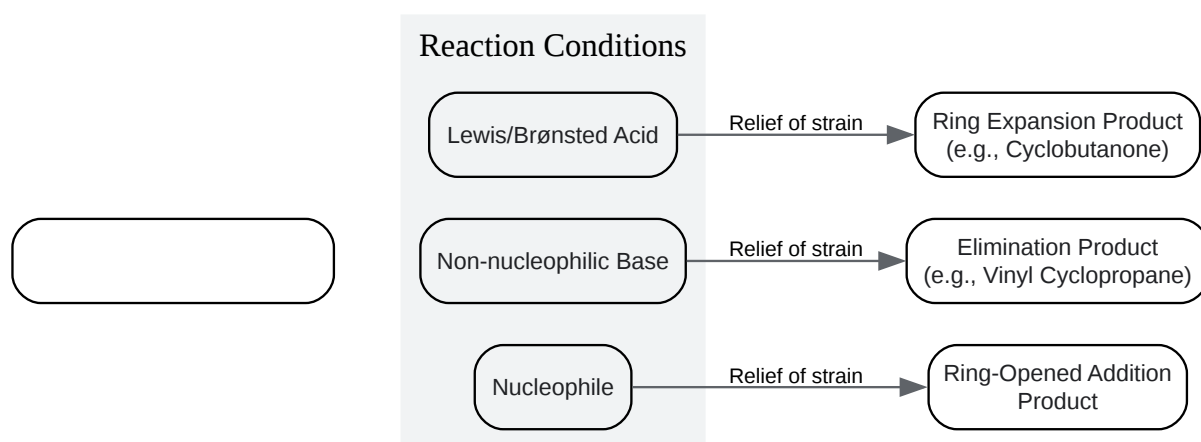 Reaction Conditions
Lewis/Brønsted Acid
Relief of strain
Ring Expansion Product
(e.g., Cyclobutanone)
Non-nucleophilic Base
Relief of strain
Elimination Product
(e.g., Vinyl Cyclopropane)
Nucleophile
Relief of strain
Ring-Opened Addition
Product